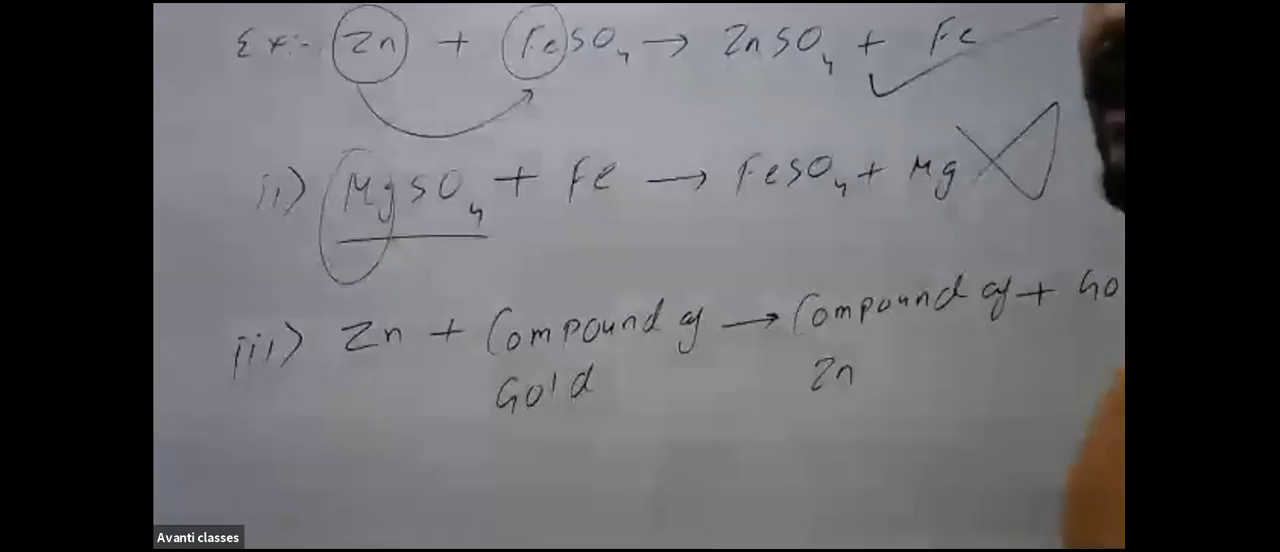 Ex:- Zn + FeSO4 → ZnSO4 + Fe
ii) MgSO4 + Fe → FeSO4 + Mg
iii) Zn + Compound of → Compound of + Go
Gold Zn
Avanti classes